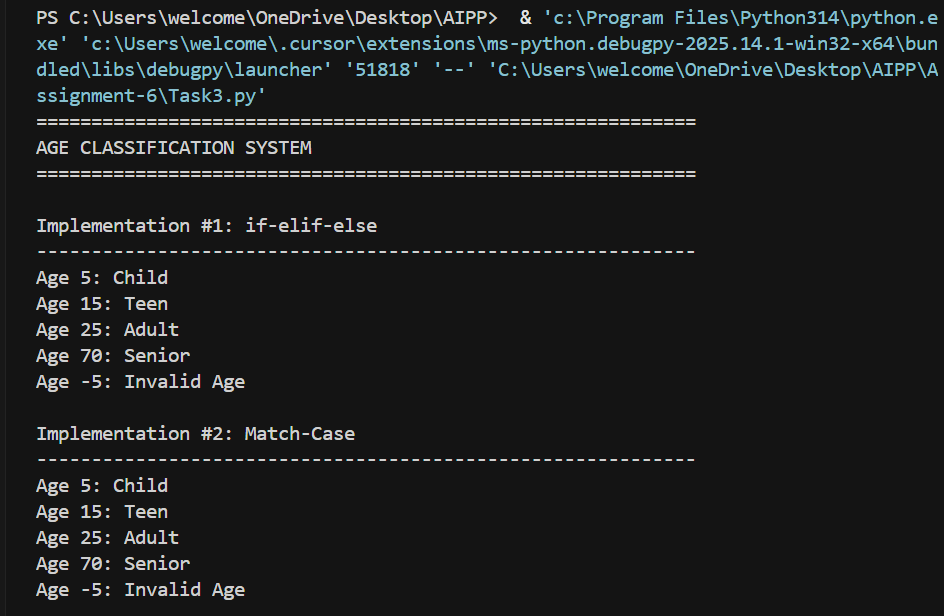 PS C:\Users\welcome\OneDrive\Desktop\AIPP>  & 'c:\Program Files\Python314\python.e
xe' 'c:\Users\welcome\.cursor\extensions\ms-python.debugpy-2025.14.1-win32-x64\bun
dled\libs\debugpy\launcher' '51818' '--' 'C:\Users\welcome\OneDrive\Desktop\AIPP\A
ssignment-6\Task3.py'
============================================================
AGE CLASSIFICATION SYSTEM
============================================================

Implementation #1: if-elif-else
------------------------------------------------------------
Age 5: Child
Age 15: Teen
Age 25: Adult
Age 70: Senior
Age -5: Invalid Age

Implementation #2: Match-Case
------------------------------------------------------------
Age 5: Child
Age 15: Teen
Age 25: Adult
Age 70: Senior
Age -5: Invalid Age